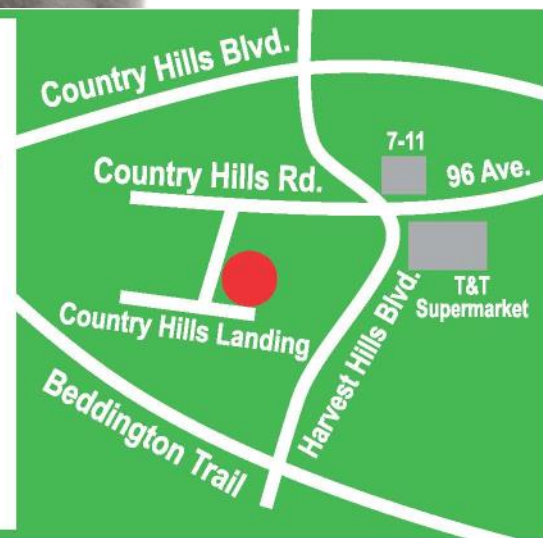 Country Hills Blvd.
7-11
Country Hills Rd.
96 Ave.
T&T
Supermarket
Country Hills Landing
Harvest Hills Blvd.
Beddington Trail